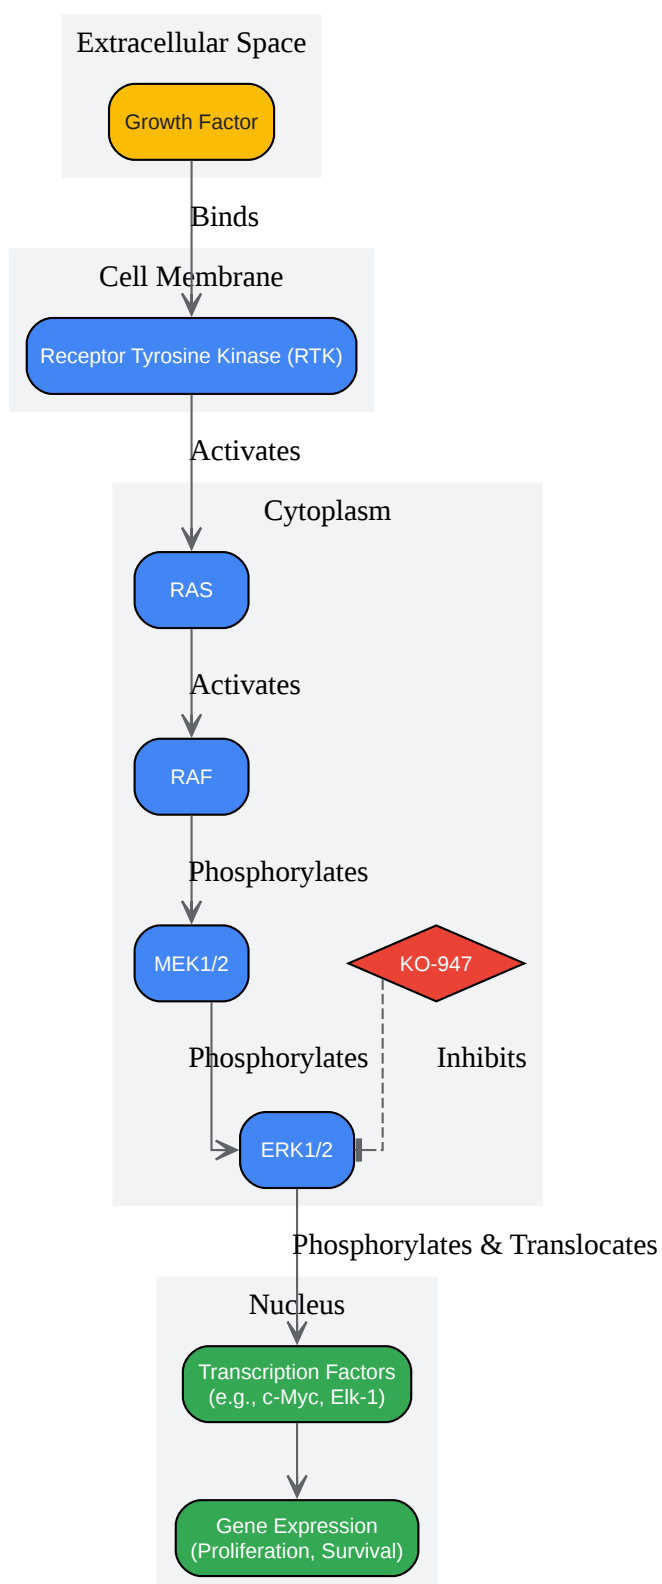 Extracellular Space
Growth Factor
Binds
Cell Membrane
Receptor Tyrosine Kinase (RTK)
Activates
Cytoplasm
RAS
Activates
RAF
Phosphorylates
MEK1/2
KO-947
Phosphorylates
Inhibits
ERK1/2
Phosphorylates & Translocates
Nucleus
Transcription Factors
(e.g., c-Myc, Elk-1)
Gene Expression
(Proliferation, Survival)